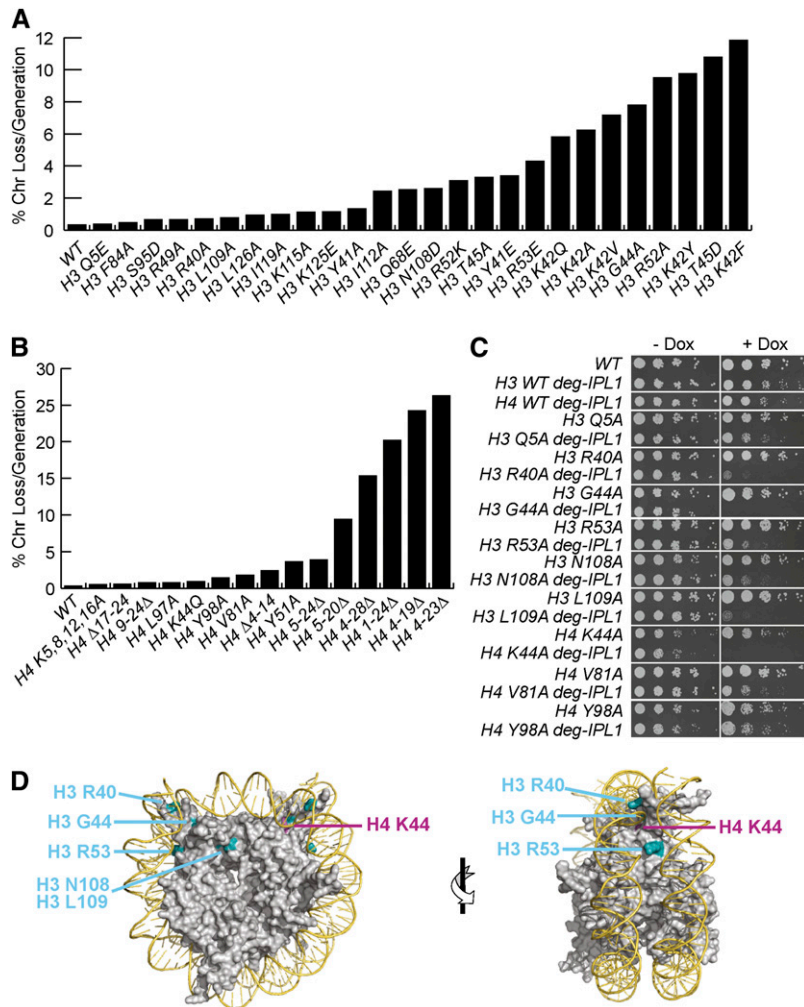 A
% Chr Loss/Generation
12
10
8
6
4
2
0
WT
H3 Q5E
H3 F84A
H3 S95D
H3 R49A
H3 R40A
H3 L109A
H3 L126A
H3 I119A
H3 K115A
H3 K125E
H3 Y41A
H3 I112A
H3 Q68E
H3 N108D
H3 R52K
H3 T45A
H3 Y41E
H3 R53E
H3 K42Q
H3 K42A
H3 K42V
H3 G44A
H3 R52A
H3 K42Y
H3 T45D
H3 K42F
B
% Chr Loss/Generation
30
25
20
15
10
5
0
WT
H4 K5,8,12,16A
H4 Δ17-24
H4 9-24Δ
H4 L97A
H4 K44Q
H4 Y98A
H4 V81A
H4 Δ4-14
H4 Y51A
H4 5-24Δ
H4 5-20Δ
H4 4-28Δ
H4 1-24Δ
H4 4-19Δ
H4 4-23Δ
C
- Dox + Dox
WT
H3 WT deg-IPL1
H4 WT deg-IPL1
H3 Q5A
H3 Q5A deg-IPL1
H3 R40A
H3 R40A deg-IPL1
H3 G44A
H3 G44A deg-IPL1
H3 R53A
H3 R53A deg-IPL1
H3 N108A
H3 N108A deg-IPL1
H3 L109A
H3 L109A deg-IPL1
H4 K44A
H4 K44A deg-IPL1
H4 V81A
H4 V81A deg-IPL1
H4 Y98A
H4 Y98A deg-IPL1
D
H3 R40
H3 G44
H3 R53
H3 N108
H3 L109
H4 K44
H3 R40
H3 G44
H3 R53
H4 K44